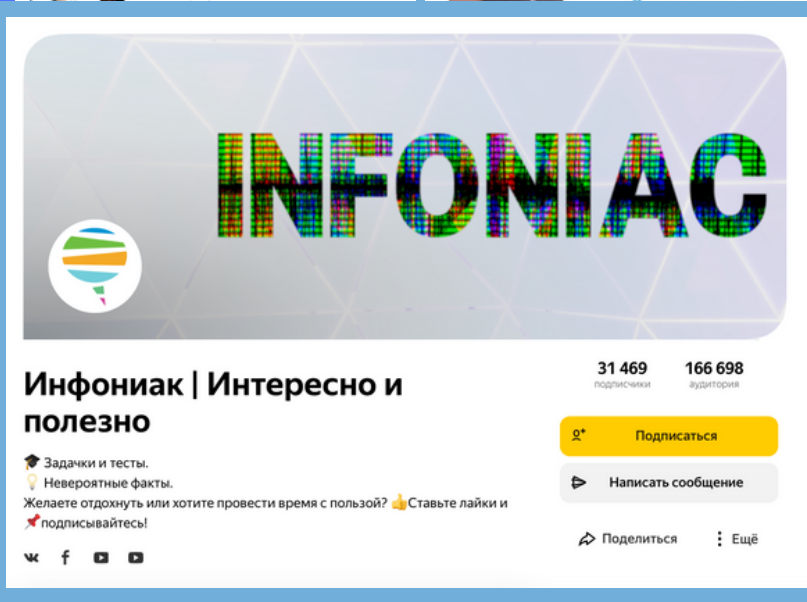 INFONIAC
Инфониак | Интересно и
полезно
🎓 Задачки и тесты.
💡 Невероятные факты.
Желаете отдохнуть или хотите провести время с пользой? 👍Ставьте лайки и
📌подписывайтесь!
31 469
подписчики
166 698
аудитория
Подписаться
Написать сообщение
Поделиться
Ещё